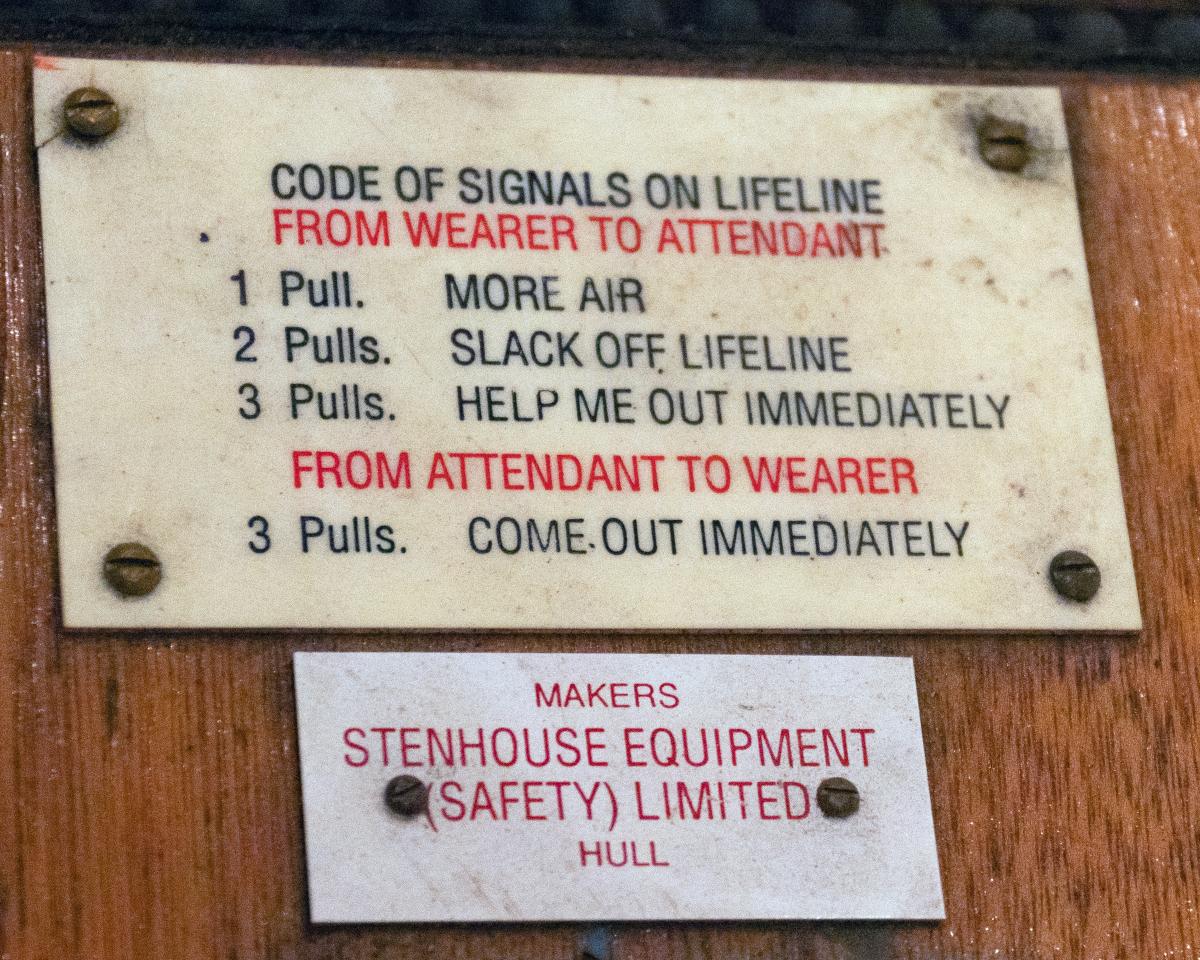 CODE OF SIGNALS ON LIFELINE
FROM WEARER TO ATTENDANT
1 Pull. MORE AIR
2 Pulls. SLACK OFF LIFELINE
3 Pulls. HELP ME OUT IMMEDIATELY
FROM ATTENDANT TO WEARER
3 Pulls. COME OUT IMMEDIATELY
MAKERS
STENHOUSE EQUIPMENT
(SAFETY) LIMITED
HULL